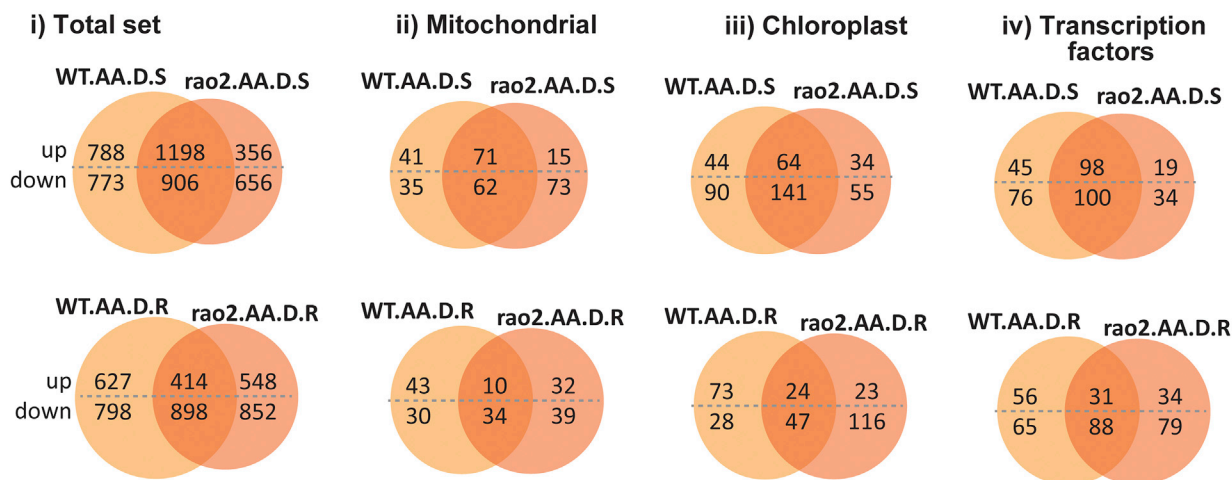 i) Total set
ii) Mitochondrial
iii) Chloroplast
iv) Transcription
factors
WT.AA.D.S rao2.AA.D.S
up 788 1198 356
down 773 906 656
WT.AA.D.S rao2.AA.D.S
41 71 15
35 62 73
WT.AA.D.S rao2.AA.D.S
44 64 34
90 141 55
WT.AA.D.S rao2.AA.D.S
45 98 19
76 100 34
WT.AA.D.R rao2.AA.D.R
up 627 414 548
down 798 898 852
WT.AA.D.R rao2.AA.D.R
43 10 32
30 34 39
WT.AA.D.R rao2.AA.D.R
73 24 23
28 47 116
WT.AA.D.R rao2.AA.D.R
56 31 34
65 88 79